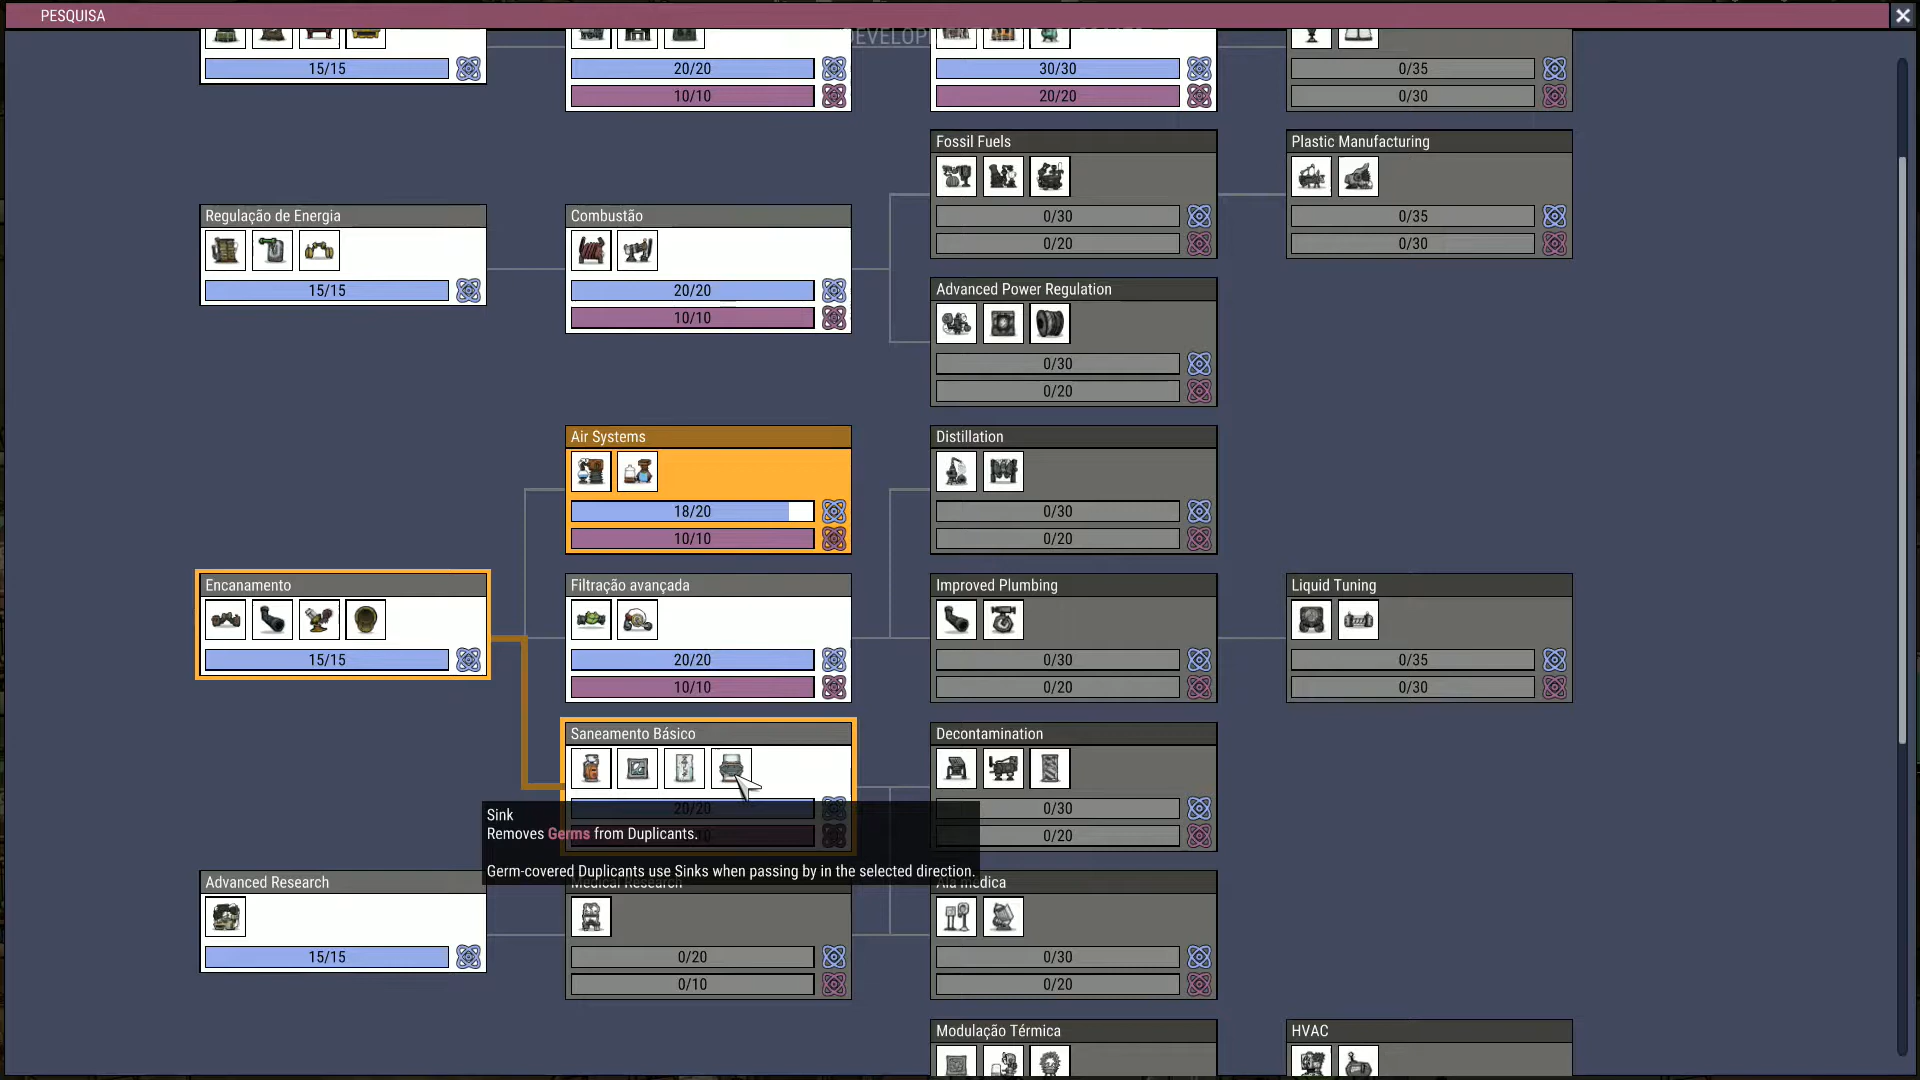 PESQUISA
15/15
20/20
10/10
30/30
20/20
0/35
0/30
Fossil Fuels
0/30
0/20
Plastic Manufacturing
0/35
0/30
Regulação de Energia
15/15
Combustão
20/20
10/10
Advanced Power Regulation
0/30
0/20
Air Systems
18/20
10/10
Distillation
0/30
0/20
Encanamento
15/15
Filtração avançada
20/20
10/10
Improved Plumbing
0/30
0/20
Liquid Tuning
0/35
0/30
Saneamento Básico
20/20
Decontamination
0/30
0/20
Sink
Removes Germs from Duplicants.
Germ-covered Duplicants use Sinks when passing by in the selected direction.
Advanced Research
15/15
Medical Research
0/20
0/10
Ala médica
0/30
0/20
Modulação Térmica
HVAC